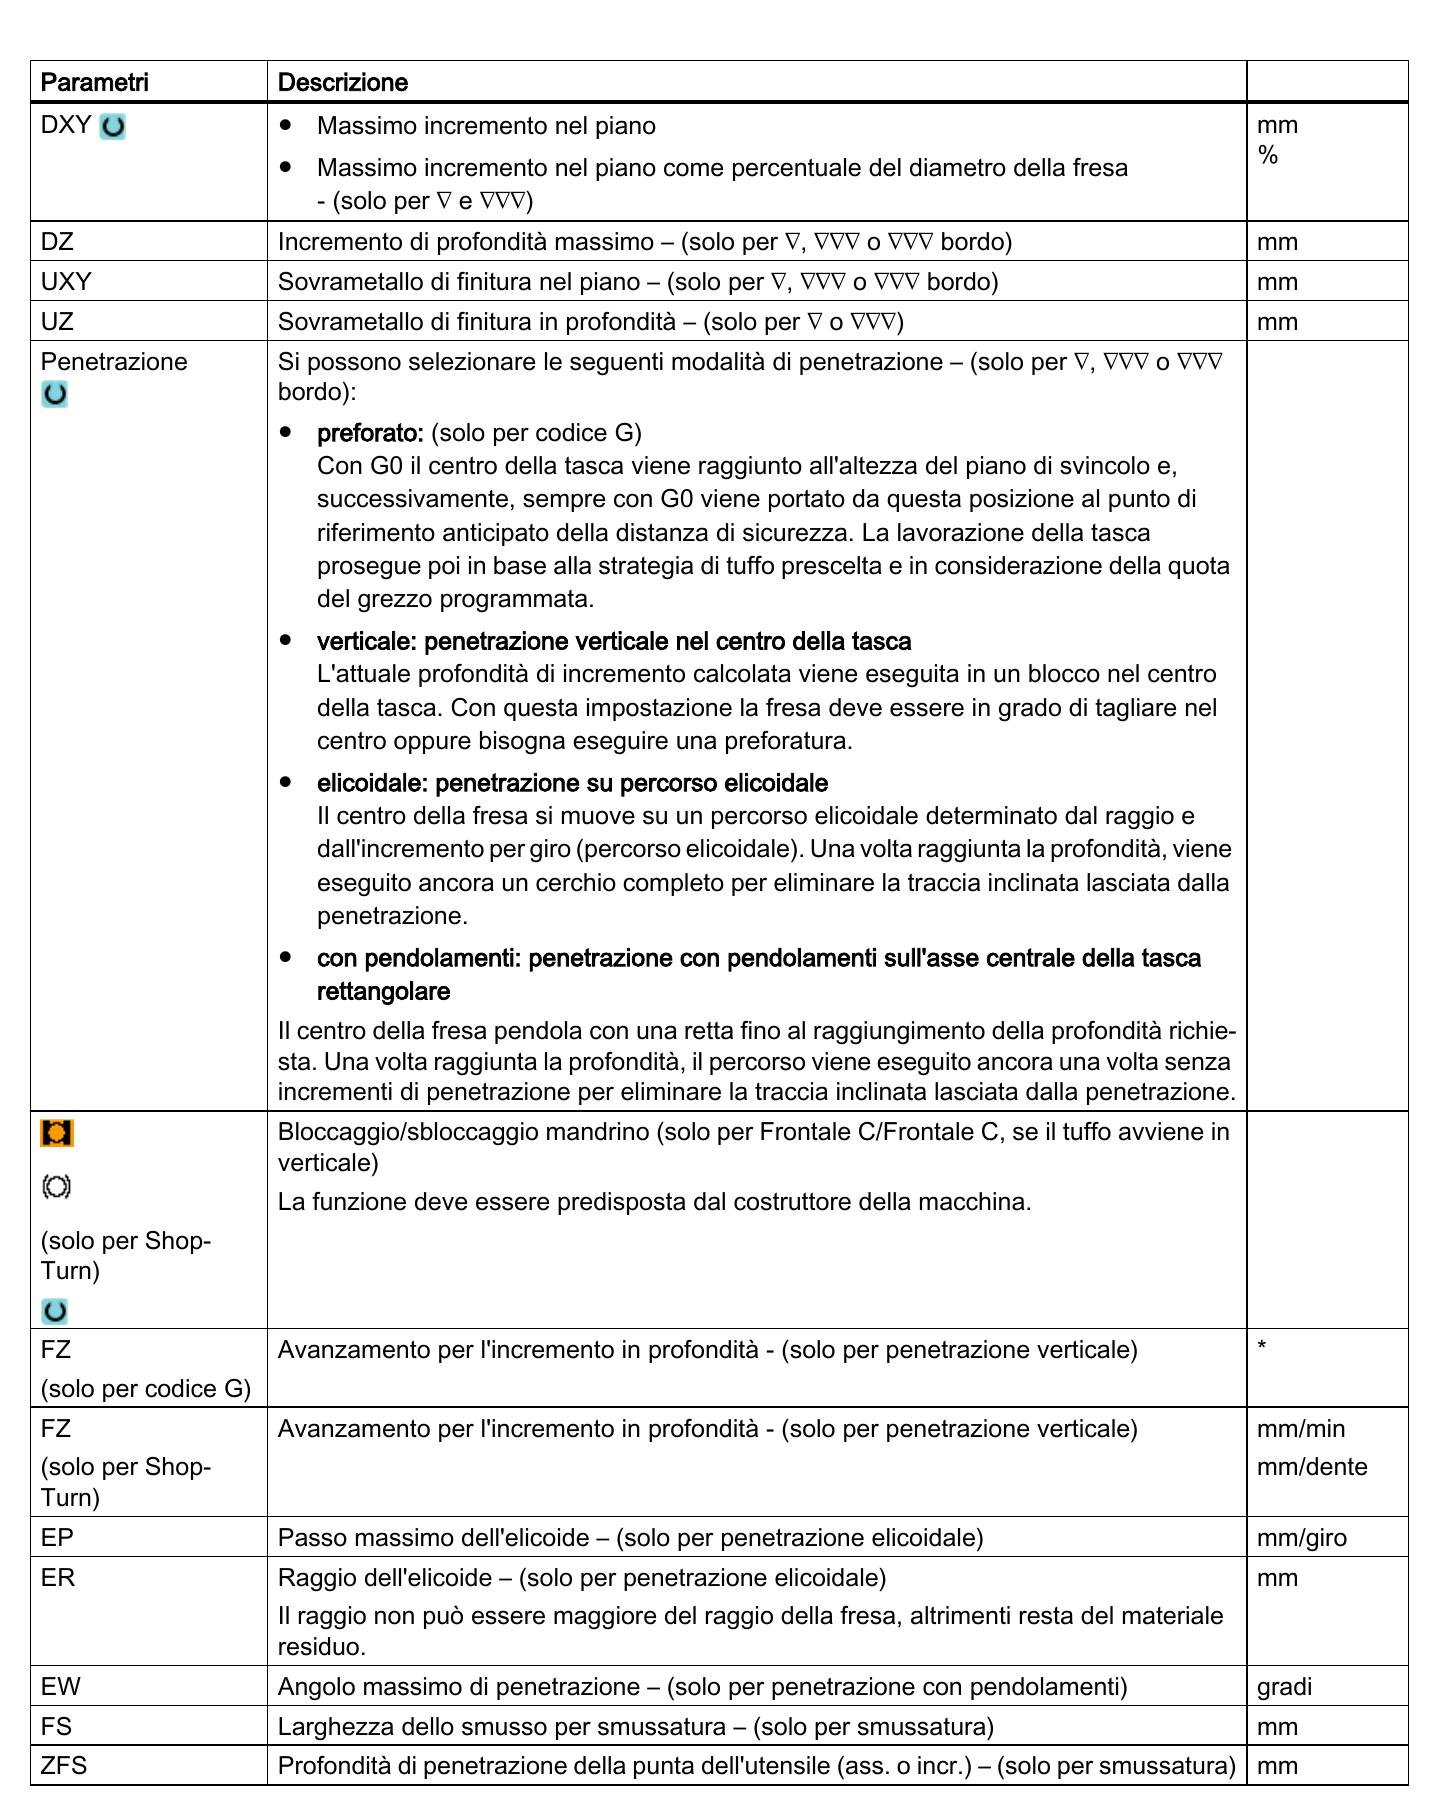 Parametri Descrizione
DXY • Massimo incremento nel piano mm
• Massimo incremento nel piano come percentuale del diametro della fresa %
- (solo per ∇ e ∇∇∇)
DZ Incremento di profondità massimo – (solo per ∇, ∇∇∇ o ∇∇∇ bordo) mm
UXY Sovrametallo di finitura nel piano – (solo per ∇, ∇∇∇ o ∇∇∇ bordo) mm
UZ Sovrametallo di finitura in profondità – (solo per ∇ o ∇∇∇) mm
Penetrazione Si possono selezionare le seguenti modalità di penetrazione – (solo per ∇, ∇∇∇ o ∇∇∇
bordo):
• preforato: (solo per codice G)
Con G0 il centro della tasca viene raggiunto all'altezza del piano di svincolo e,
successivamente, sempre con G0 viene portato da questa posizione al punto di
riferimento anticipato della distanza di sicurezza. La lavorazione della tasca
prosegue poi in base alla strategia di tuffo prescelta e in considerazione della quota
del grezzo programmata.
• verticale: penetrazione verticale nel centro della tasca
L'attuale profondità di incremento calcolata viene eseguita in un blocco nel centro
della tasca. Con questa impostazione la fresa deve essere in grado di tagliare nel
centro oppure bisogna eseguire una preforatura.
• elicoidale: penetrazione su percorso elicoidale
Il centro della fresa si muove su un percorso elicoidale determinato dal raggio e
dall'incremento per giro (percorso elicoidale). Una volta raggiunta la profondità, viene
eseguito ancora un cerchio completo per eliminare la traccia inclinata lasciata dalla
penetrazione.
• con pendolamenti: penetrazione con pendolamenti sull'asse centrale della tasca
rettangolare
Il centro della fresa pendola con una retta fino al raggiungimento della profondità richie-
sta. Una volta raggiunta la profondità, il percorso viene eseguito ancora una volta senza
incrementi di penetrazione per eliminare la traccia inclinata lasciata dalla penetrazione.
Bloccaggio/sbloccaggio mandrino (solo per Frontale C/Frontale C, se il tuffo avviene in
verticale)
La funzione deve essere predisposta dal costruttore della macchina.
(solo per Shop-
Turn)
FZ Avanzamento per l'incremento in profondità - (solo per penetrazione verticale) *
(solo per codice G)
FZ Avanzamento per l'incremento in profondità - (solo per penetrazione verticale) mm/min
(solo per Shop- mm/dente
Turn)
EP Passo massimo dell'elicoide – (solo per penetrazione elicoidale) mm/giro
ER Raggio dell'elicoide – (solo per penetrazione elicoidale) mm
Il raggio non può essere maggiore del raggio della fresa, altrimenti resta del materiale
residuo.
EW Angolo massimo di penetrazione – (solo per penetrazione con pendolamenti) gradi
FS Larghezza dello smusso per smussatura – (solo per smussatura) mm
ZFS Profondità di penetrazione della punta dell'utensile (ass. o incr.) – (solo per smussatura) mm